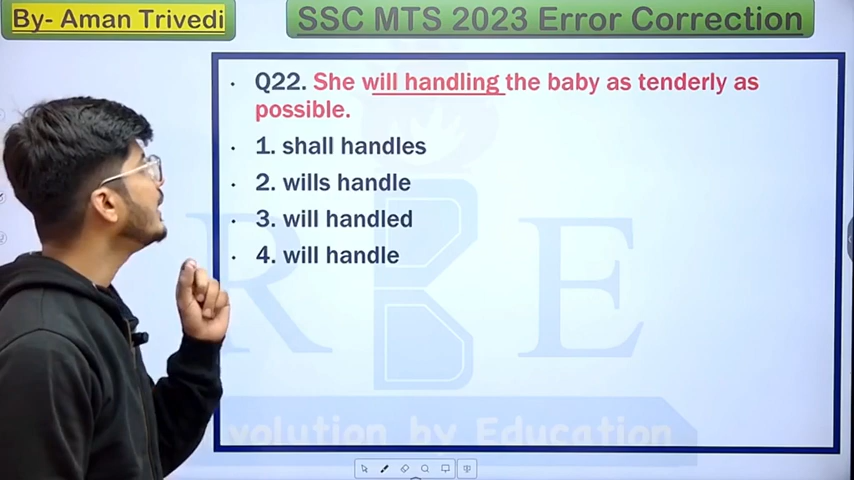 By- Aman Trivedi
SSC MTS 2023 Error Correction
Q22. She will handling the baby as tenderly as
possible.
1. shall handles
2. wills handle
3. will handled
4. will handle
R B E
volution by Education